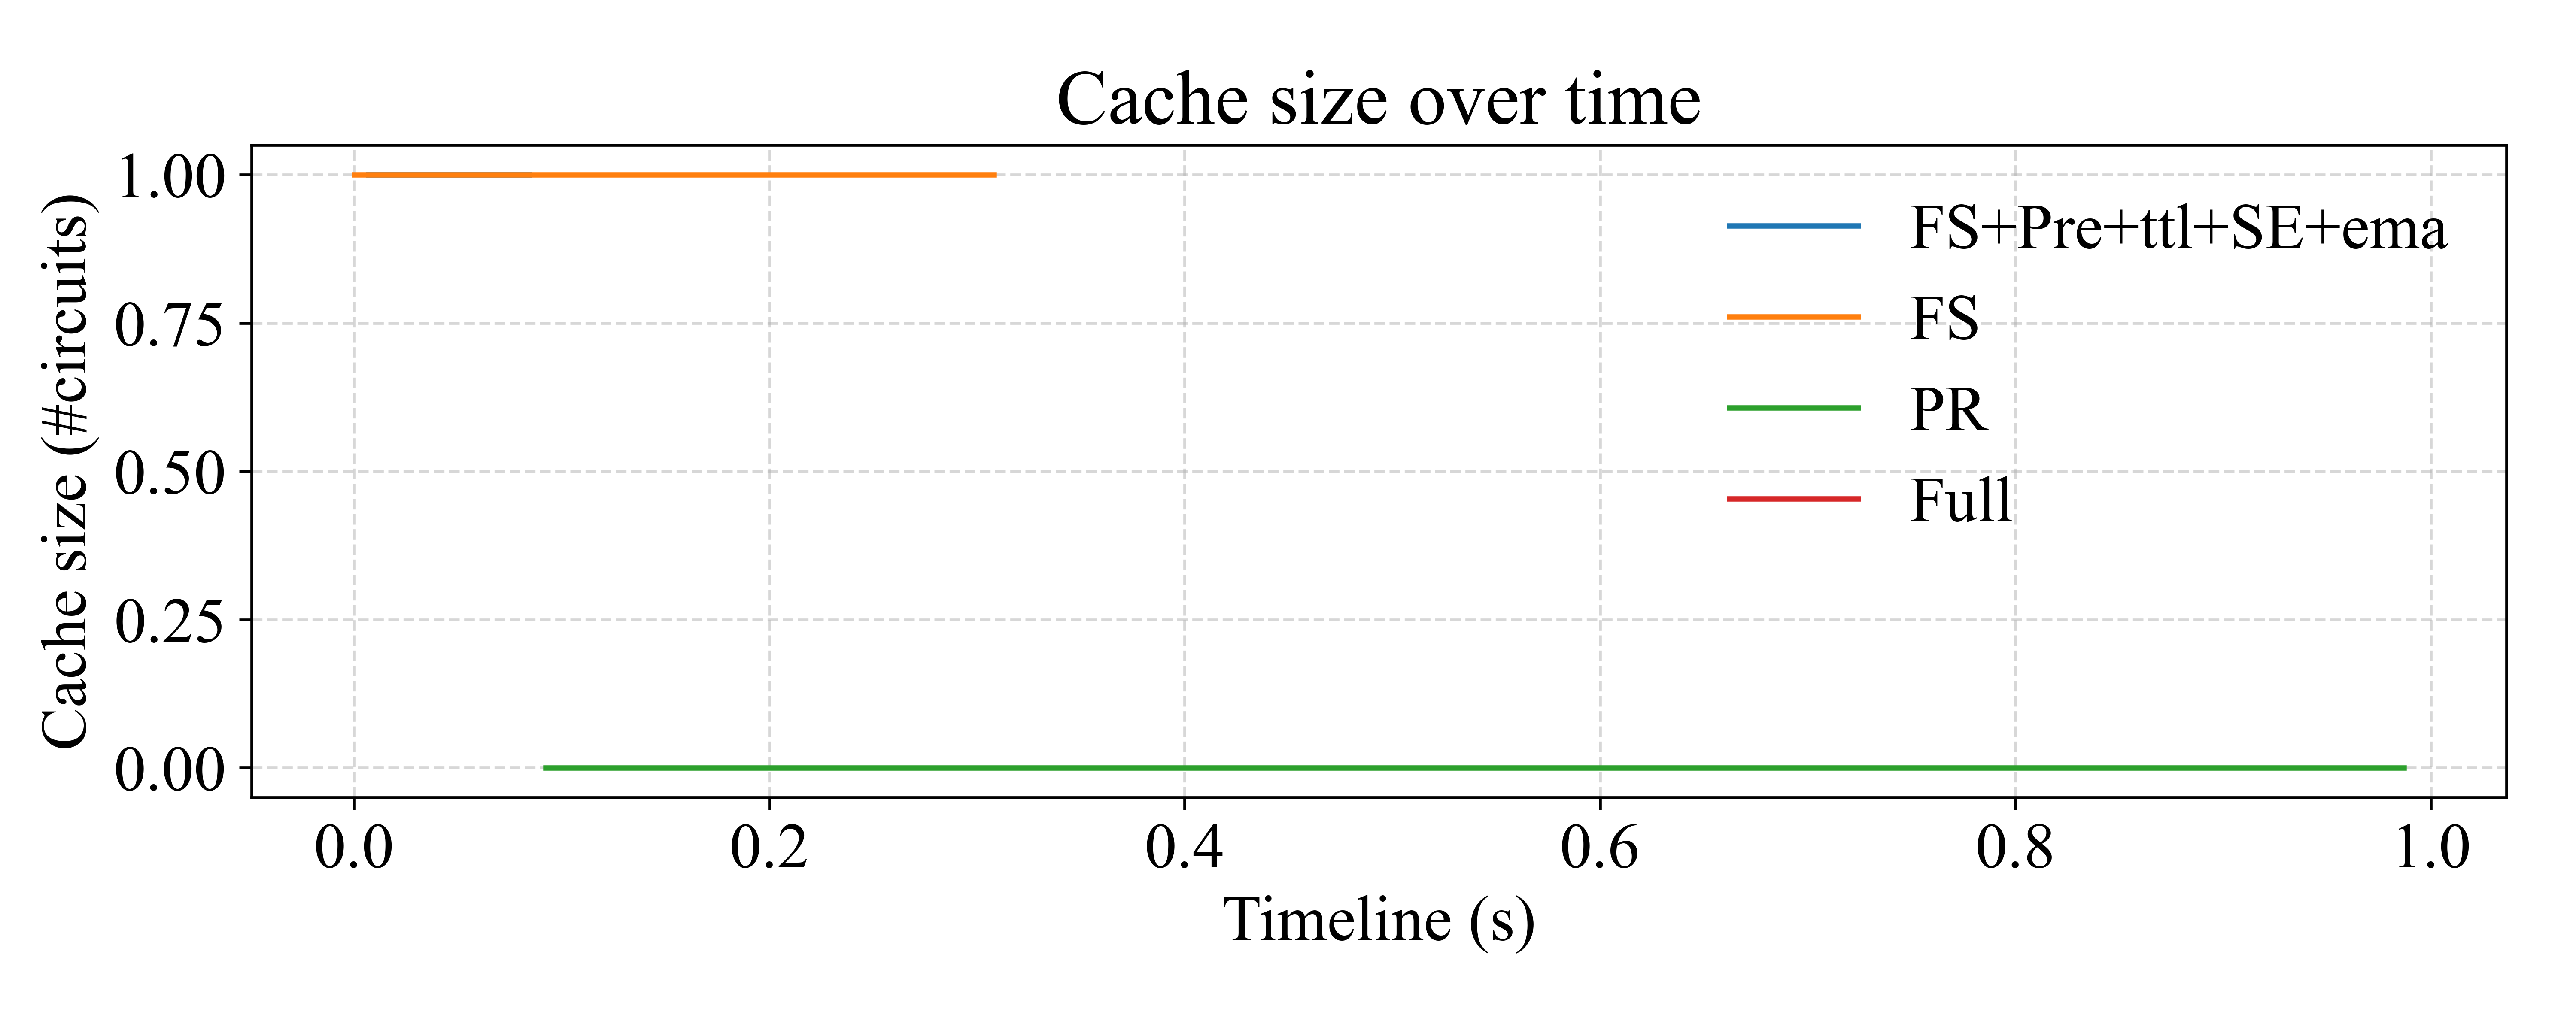 Cache size over time
Cache size (#circuits)
1.00
0.75
0.50
0.25
0.00
FS+Pre+ttl+SE+ema
FS
PR
Full
0.0 0.2 0.4 0.6 0.8 1.0
Timeline (s)